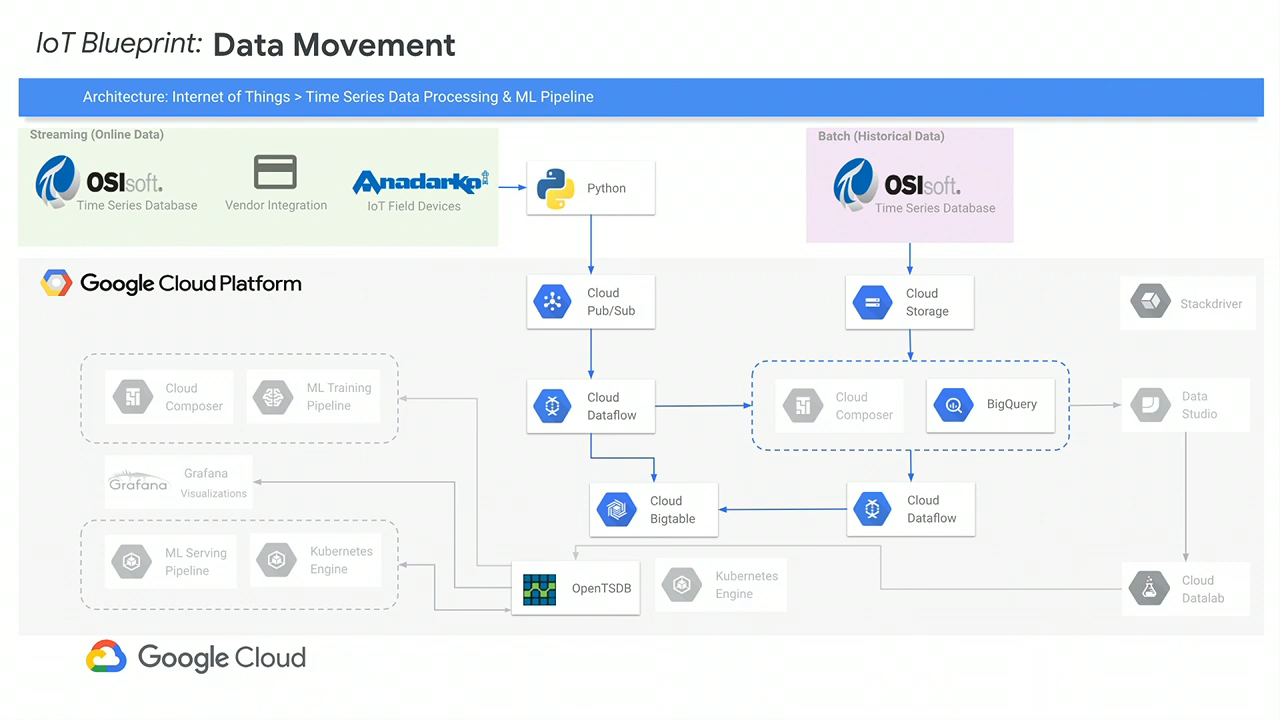 IoT Blueprint: Data Movement
Architecture: Internet of Things > Time Series Data Processing & ML Pipeline
Streaming (Online Data)
OSIsoft.
Time Series Database
Vendor Integration
Anadarko
IoT Field Devices
Python
Batch (Historical Data)
OSIsoft.
Time Series Database
Google Cloud Platform
Cloud
Pub/Sub
Cloud
Storage
Stackdriver
Cloud
Composer
ML Training
Pipeline
Cloud
Dataflow
Cloud
Composer
BigQuery
Data
Studio
Grafana
Grafana
Visualizations
Cloud
Bigtable
Cloud
Dataflow
ML Serving
Pipeline
Kubernetes
Engine
OpenTSDB
Kubernetes
Engine
Cloud
Datalab
Google Cloud